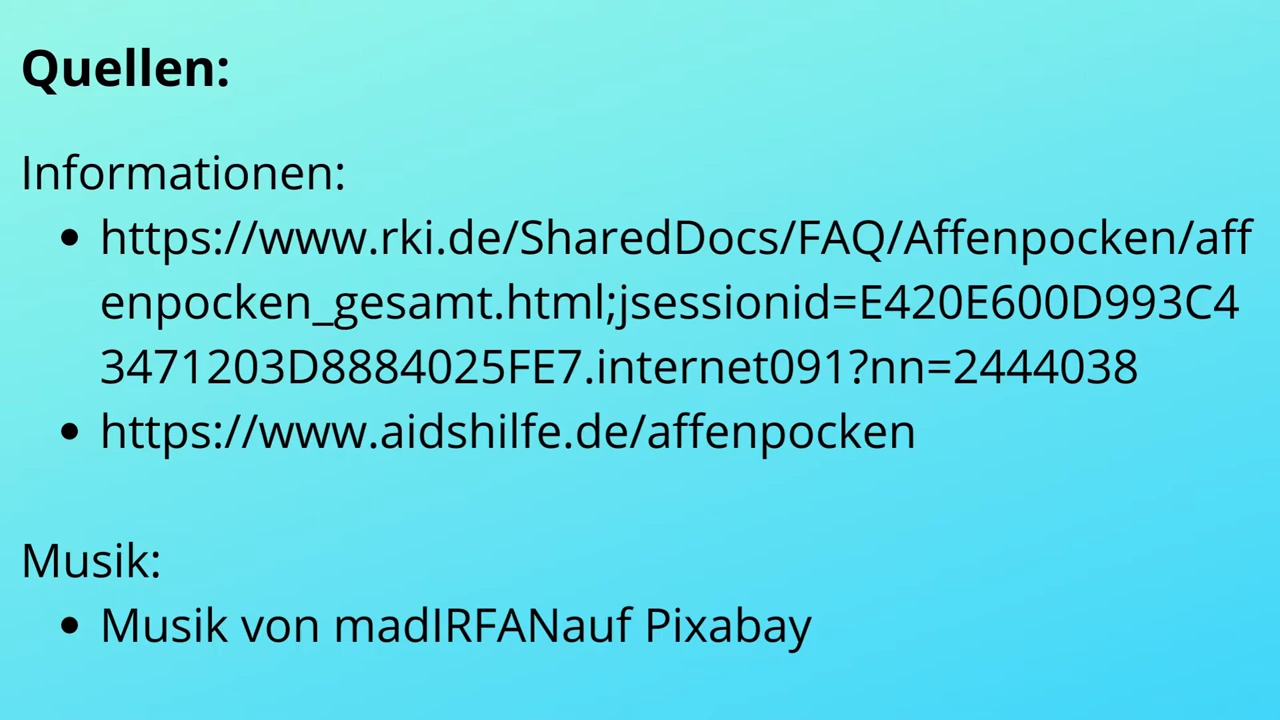 Quellen:
Informationen:
• https://www.rki.de/SharedDocs/FAQ/Affenpocken/aff
enpocken_gesamt.html;jsessionid=E420E600D993C4
3471203D8884025FE7.internet091?nn=2444038
• https://www.aidshilfe.de/affenpocken
Musik:
• Musik von madIRFANauf Pixabay